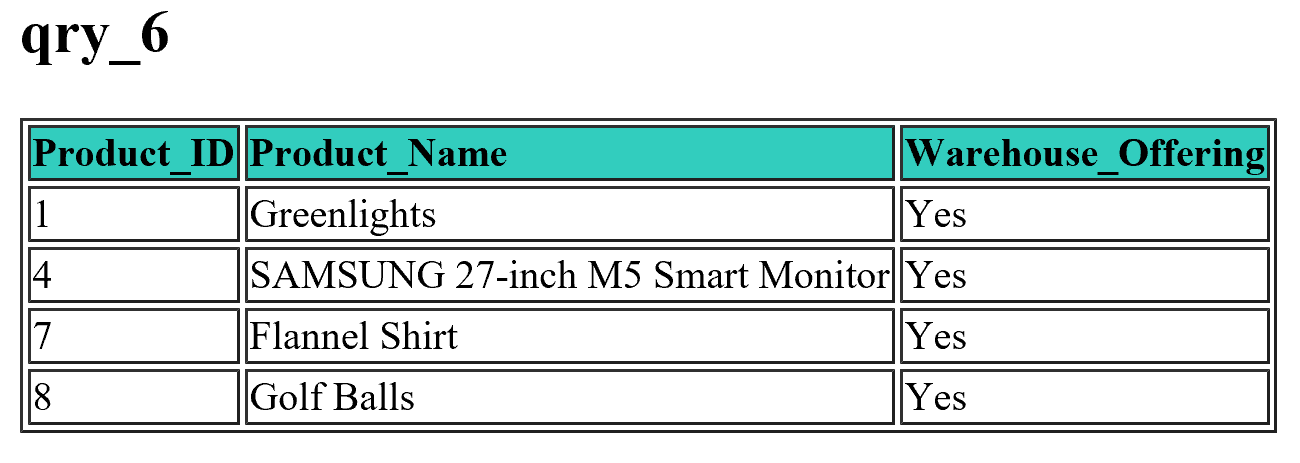 qry_6
Product_ID Product_Name Warehouse_Offering
1 Greenlights Yes
4 SAMSUNG 27-inch M5 Smart Monitor Yes
7 Flannel Shirt Yes
8 Golf Balls Yes